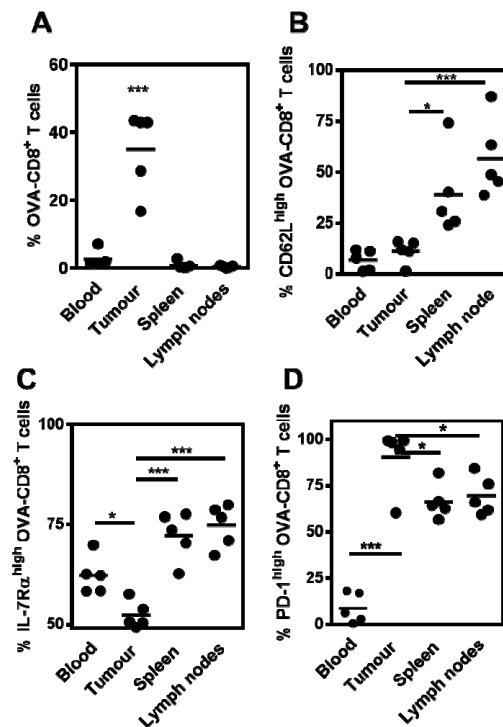 A
% OVA-CD8+ T cells
60
40
20
0
***
Blood
Tumour
Spleen
Lymph nodes
B
% CD62Lhigh OVA-CD8+ T cells
100
75
50
25
0
***
*
Blood
Tumour
Spleen
Lymph node
C
% IL-7Rαhigh OVA-CD8+ T cells
100
75
50
***
***
*
Blood
Tumour
Spleen
Lymph nodes
D
% PD-1high OVA-CD8+ T cells
100
75
50
25
0
*
*
***
Blood
Tumour
Spleen
Lymph nodes